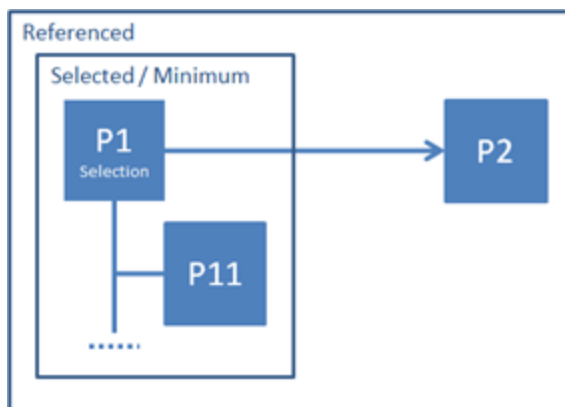 Referenced
Selected / Minimum
P1
Selection
P2
P11